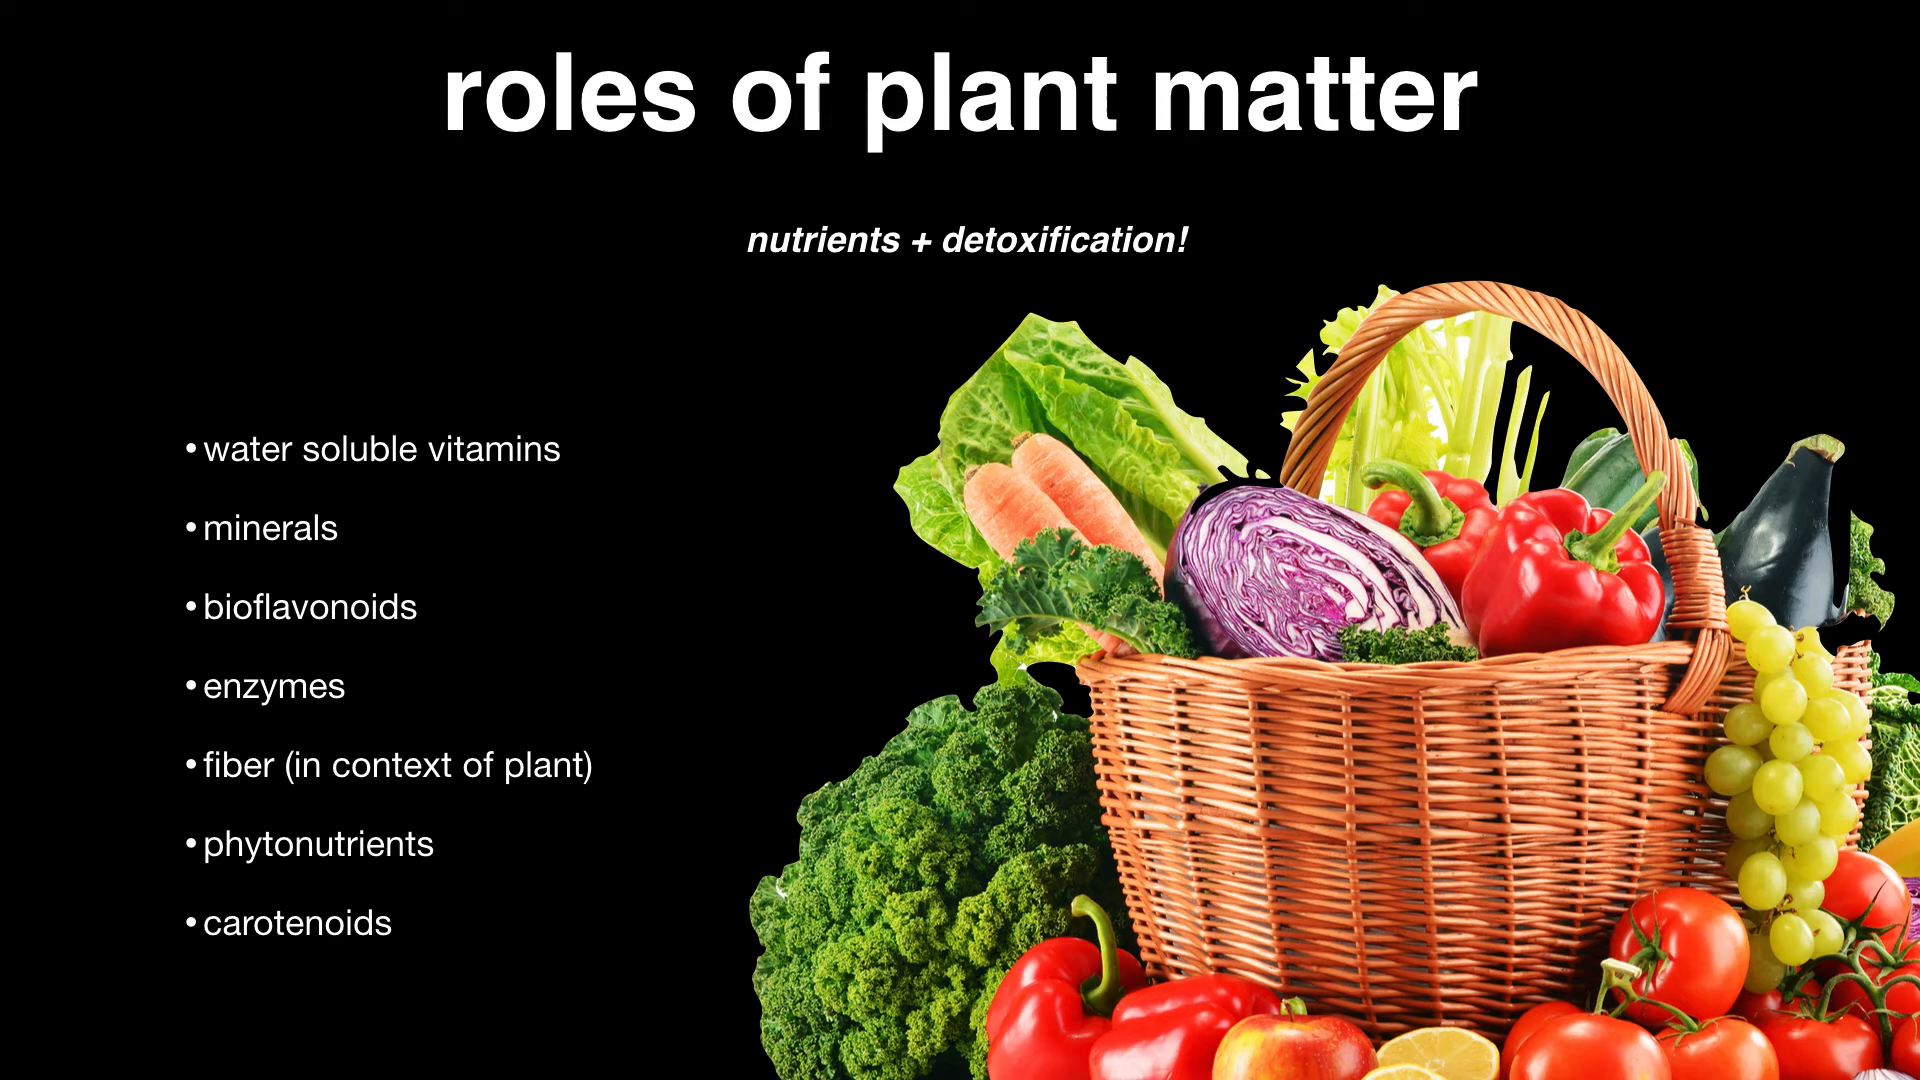 roles of plant matter
nutrients + detoxification!
• water soluble vitamins
• minerals
• bioflavonoids
• enzymes
• fiber (in context of plant)
• phytonutrients
• carotenoids